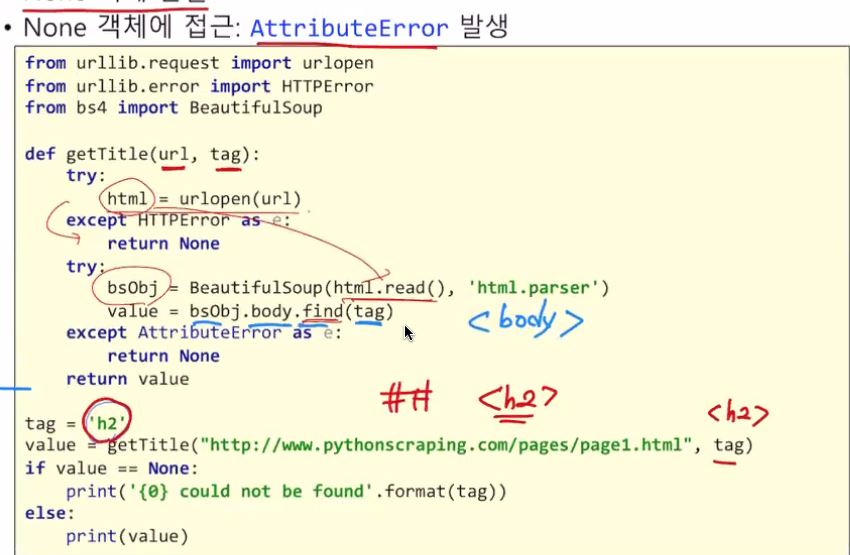 • None 객체에 접근: AttributeError 발생
from urllib.request import urlopen
from urllib.error import HTTPError
from bs4 import BeautifulSoup
def getTitle(url, tag):
try:
html = urlopen(url)
except HTTPError as e:
return None
try:
bsObj = BeautifulSoup(html.read(), 'html.parser')
value = bsObj.body.find(tag)
<body>
except AttributeError as e:
return None
return value
## <h2>
<h2>
tag = 'h2'
value = getTitle("http://www.pythonscraping.com/pages/page1.html", tag)
if value == None:
print('{0} could not be found'.format(tag))
else:
print(value)